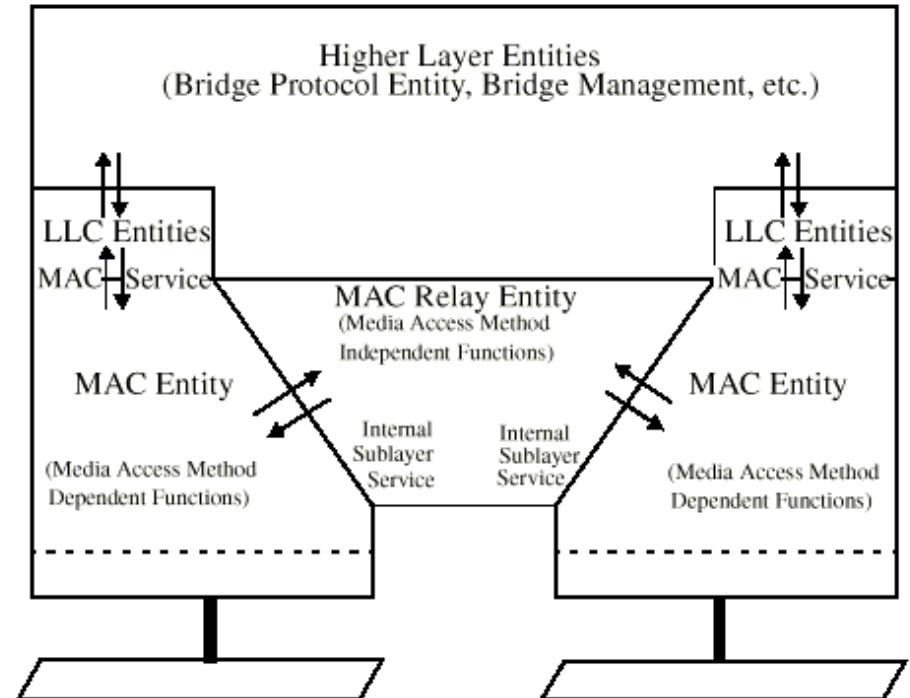 Higher Layer Entities
(Bridge Protocol Entity, Bridge Management, etc.)
LLC Entities
MAC Service
LLC Entities
MAC Service
MAC Relay Entity
(Media Access Method
Independent Functions)
MAC Entity
MAC Entity
Internal
Sublayer
Service
Internal
Sublayer
Service
(Media Access Method
Dependent Functions)
(Media Access Method
Dependent Functions)